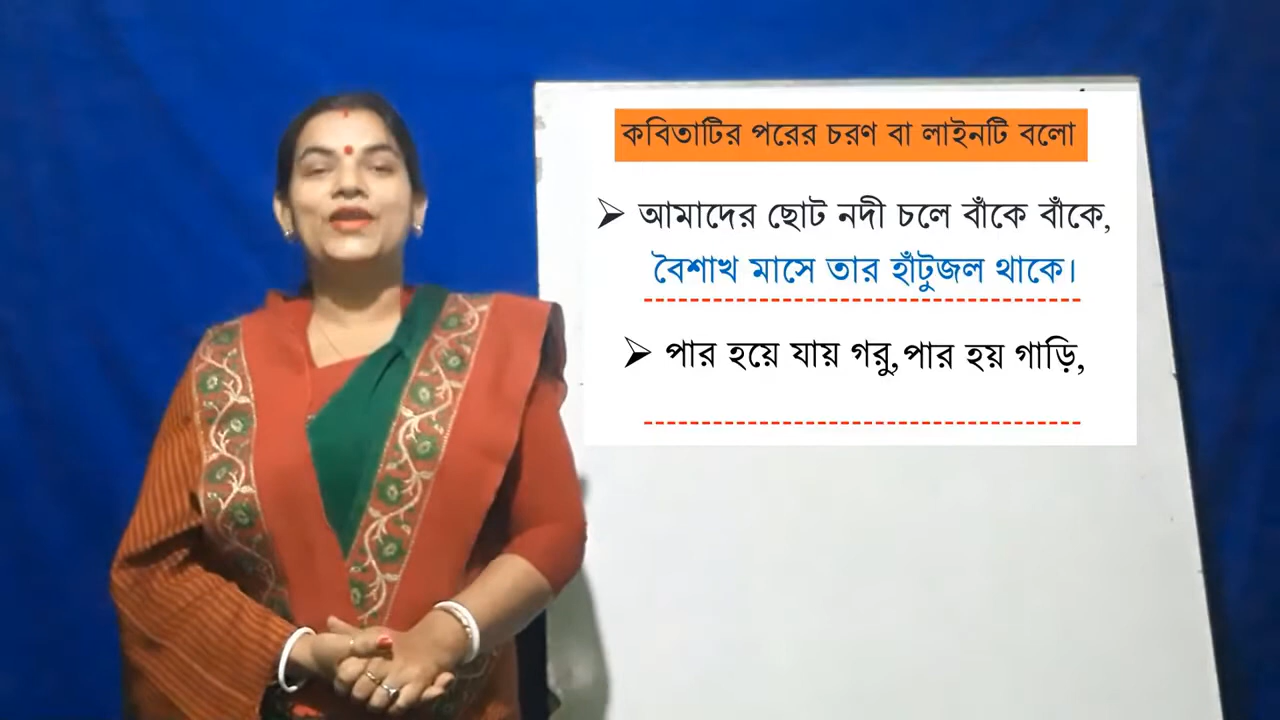 কবিতাটির পরের চরণ বা লাইনটি বলো
➢ আমাদের ছোট নদী চলে বাঁকে বাঁকে,
বৈশাখ মাসে তার হাঁটুজল থাকে।
➢ পার হয়ে যায় গরু,পার হয় গাড়ি,